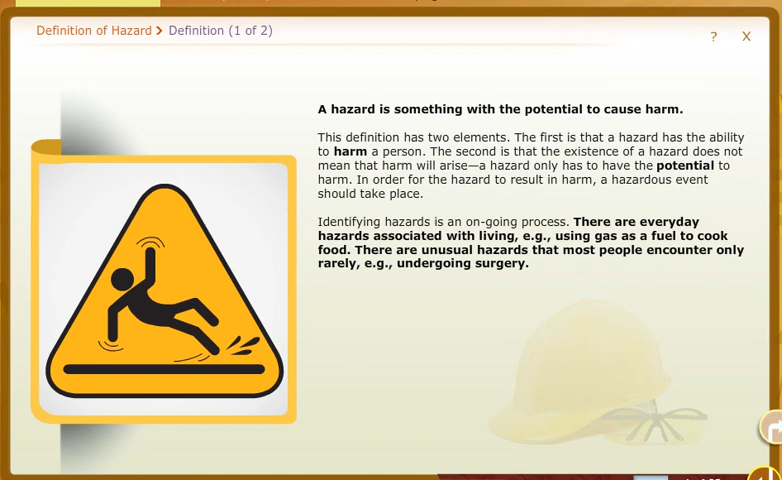 Definition of Hazard > Definition (1 of 2)
? X
A hazard is something with the potential to cause harm.
This definition has two elements. The first is that a hazard has the ability
to harm a person. The second is that the existence of a hazard does not
mean that harm will arise—a hazard only has to have the potential to
harm. In order for the hazard to result in harm, a hazardous event
should take place.
Identifying hazards is an on-going process. There are everyday
hazards associated with living, e.g., using gas as a fuel to cook
food. There are unusual hazards that most people encounter only
rarely, e.g., undergoing surgery.